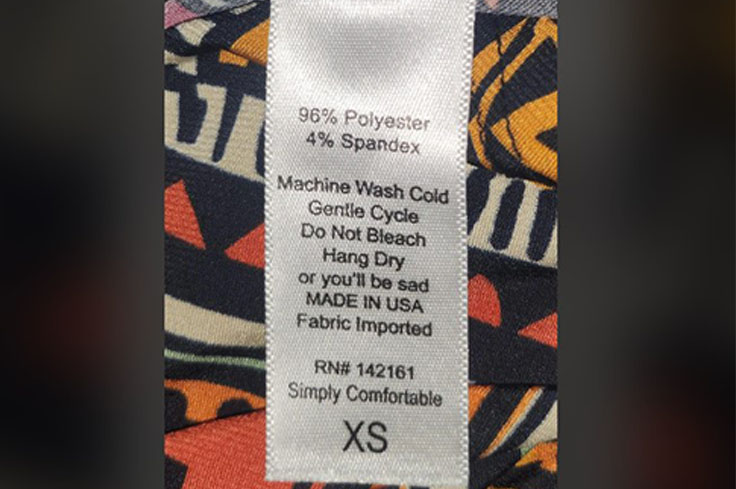 96% Polyester
4% Spandex
Machine Wash Cold
Gentle Cycle
Do Not Bleach
Hang Dry
or you'll be sad
MADE IN USA
Fabric Imported
RN# 142161
Simply Comfortable
XS